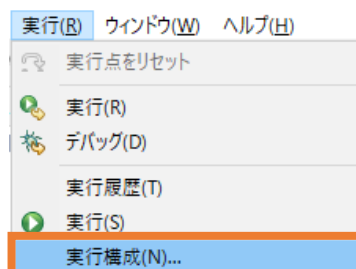 実行(R) ウィンドウ(W) ヘルプ(H)
実行点をリセット
実行(R)
デバッグ(D)
実行履歴(T)
実行(S)
実行構成(N)...